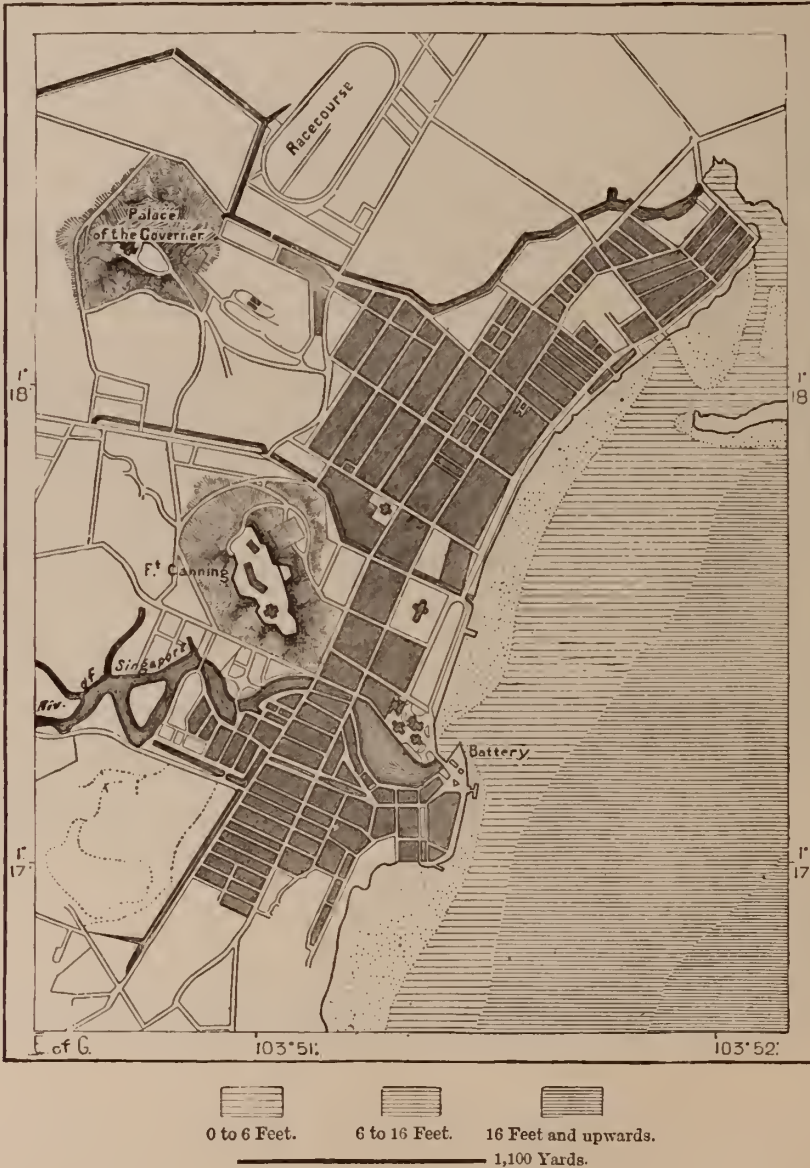 Racecourse
Palace
of the Governer
1°
18'
1°
18
Ft. Canning
Riv. of Singapore
Battery
1°
17'
1°
17
E. of G.
103°51'.
103°52'.
0 to 6 Feet.
6 to 16 Feet.
16 Feet and upwards.
1,100 Yards.